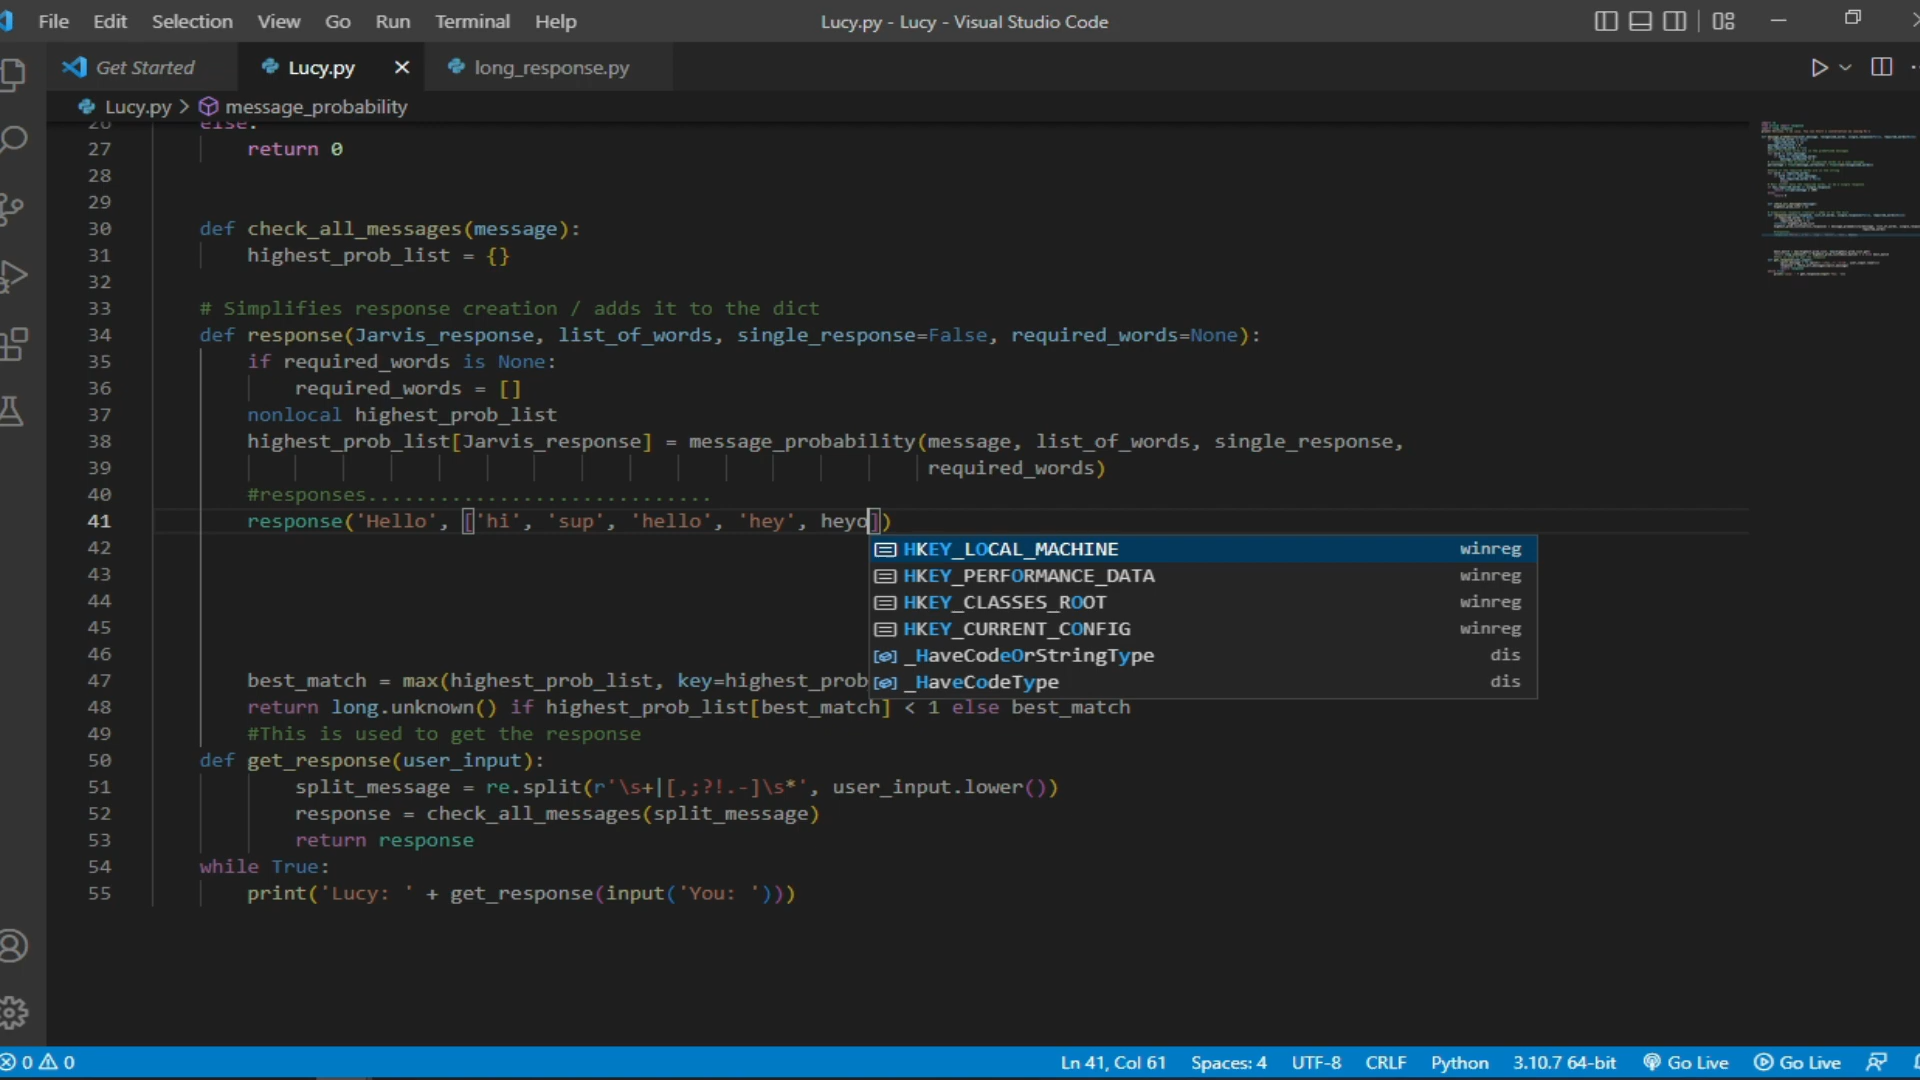 File Edit Selection View Go Run Terminal Help Lucy.py - Lucy - Visual Studio Code
Get Started Lucy.py long_response.py
Lucy.py > message_probability
26 else:
27 return 0
28
29
30 def check_all_messages(message):
31 highest_prob_list = {}
32
33 # Simplifies response creation / adds it to the dict
34 def response(Jarvis_response, list_of_words, single_response=False, required_words=None):
35 if required_words is None:
36 required_words = []
37 nonlocal highest_prob_list
38 highest_prob_list[Jarvis_response] = message_probability(message, list_of_words, single_response,
39 required_words)
40 #responses.............................
41 response('Hello', ['hi', 'sup', 'hello', 'hey', heyo])
42 HKEY_LOCAL_MACHINE winreg
43 HKEY_PERFORMANCE_DATA winreg
44 HKEY_CLASSES_ROOT winreg
45 HKEY_CURRENT_CONFIG winreg
46 _HaveCodeOrStringType dis
47 best_match = max(highest_prob_list, key=highest_prob _HaveCodeType dis
48 return long.unknown() if highest_prob_list[best_match] < 1 else best_match
49 #This is used to get the response
50 def get_response(user_input):
51 split_message = re.split(r'\s+|[,;?!.-]\s*', user_input.lower())
52 response = check_all_messages(split_message)
53 return response
54 while True:
55 print('Lucy: ' + get_response(input('You: ')))
0 0 Ln 41, Col 61 Spaces: 4 UTF-8 CRLF Python 3.10.7 64-bit Go Live Go Live